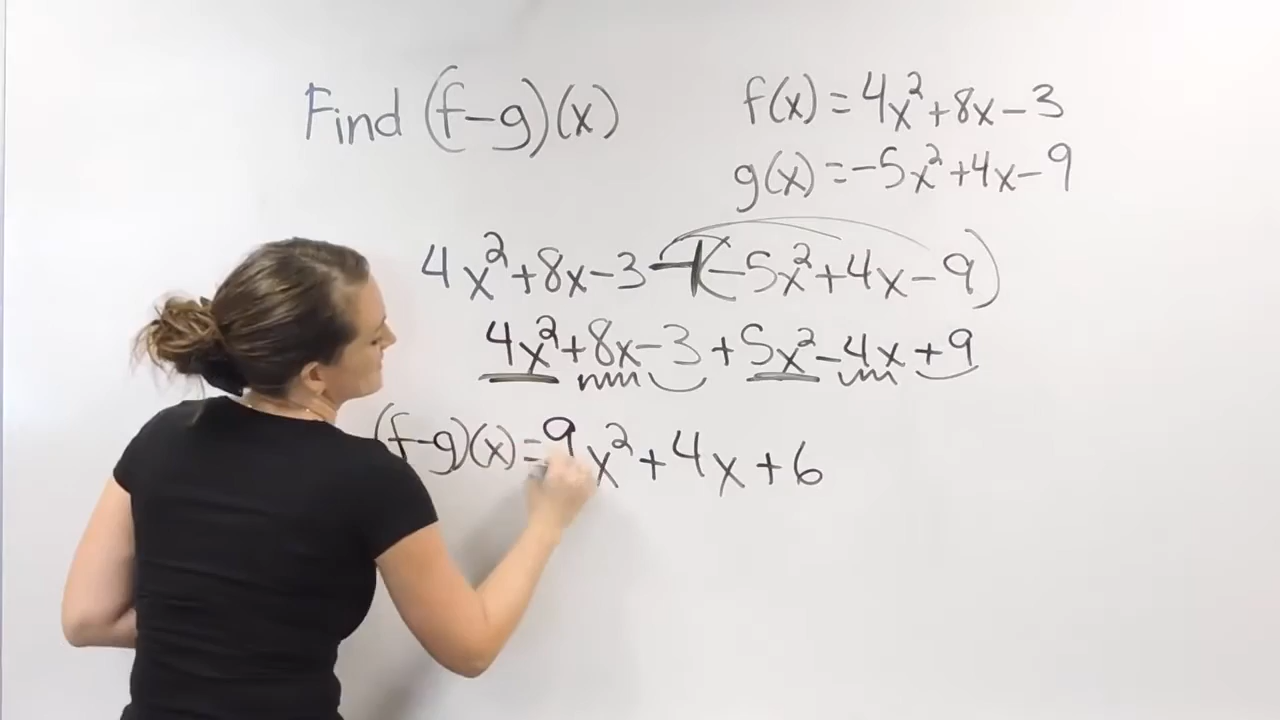 Find (f-g)(x)
f(x) = 4x²+8x-3
g(x) = -5x²+4x-9
4x²+8x-3 -1(-5x²+4x-9)
4x²+8x-3+5x²-4x+9
(f-g)(x)=9x²+4x+6